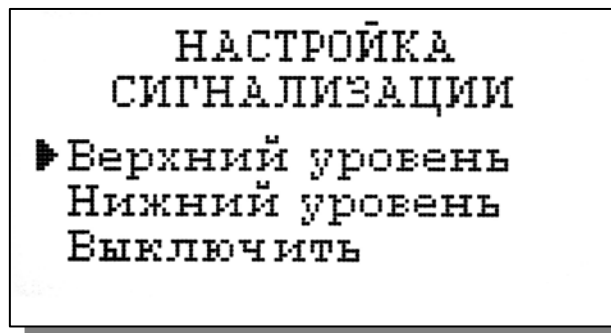 НАСТРОЙКА
СИГНАЛИЗАЦИИ
Верхний уровень
Нижний уровень
Выключить